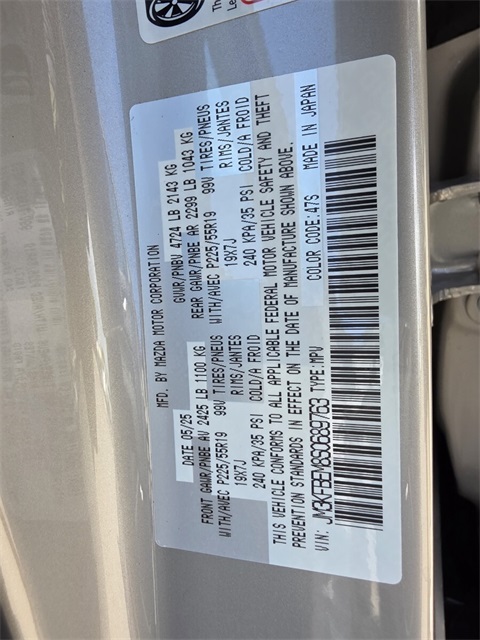 Th
Le
MFD. BY MAZDA MOTOR CORPORATION
DATE 05/25 GVWR/PNBV 4724 LB 2143 KG
FRONT GAWR/PNBE AV 2425 LB 1100 KG REAR GAWR/PNBE AR 2299 LB 1043 KG
WITH/AVEC P225/55R19 99V TIRES/PNEUS WITH/AVEC P225/55R19 99V TIRES/PNEUS
19X7J RIMS/JANTES 19X7J RIMS/JANTES
240 KPA/35 PSI COLD/A FROID 240 KPA/35 PSI COLD/A FROID
THIS VEHICLE CONFORMS TO ALL APPLICABLE FEDERAL MOTOR VEHICLE SAFETY AND THEFT
PREVENTION STANDARDS IN EFFECT ON THE DATE OF MANUFACTURE SHOWN ABOVE.
VIN: JM3KFBEM8S0689763 TYPE:MPV COLOR CODE:47S MADE IN JAPAN